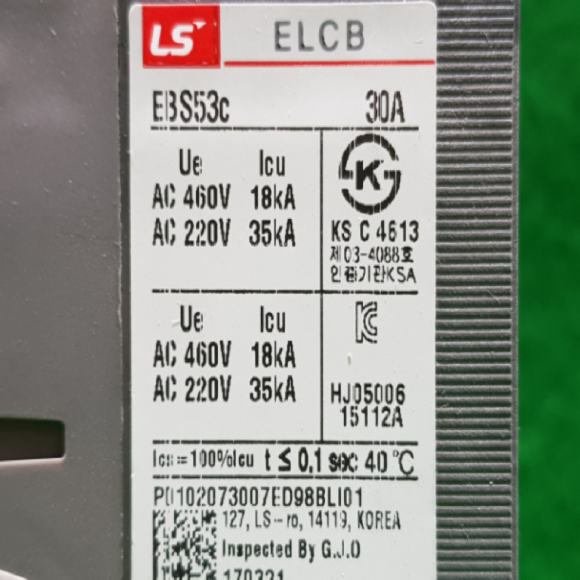 LS ELCB
EBS53c 30A
Ue Icu
AC 460V 18kA
AC 220V 35kA
KS C 4613
제03-4088호
인증기관KSA
Ue Icu
AC 460V 18kA
AC 220V 35kA
HJ05006
15112A
Ics=100%Icu t ≤ 0,1 sec 40 °C
P0102073007ED98BLI01
127, LS-ro, 14119, KOREA
Inspected By G.J.O
170321